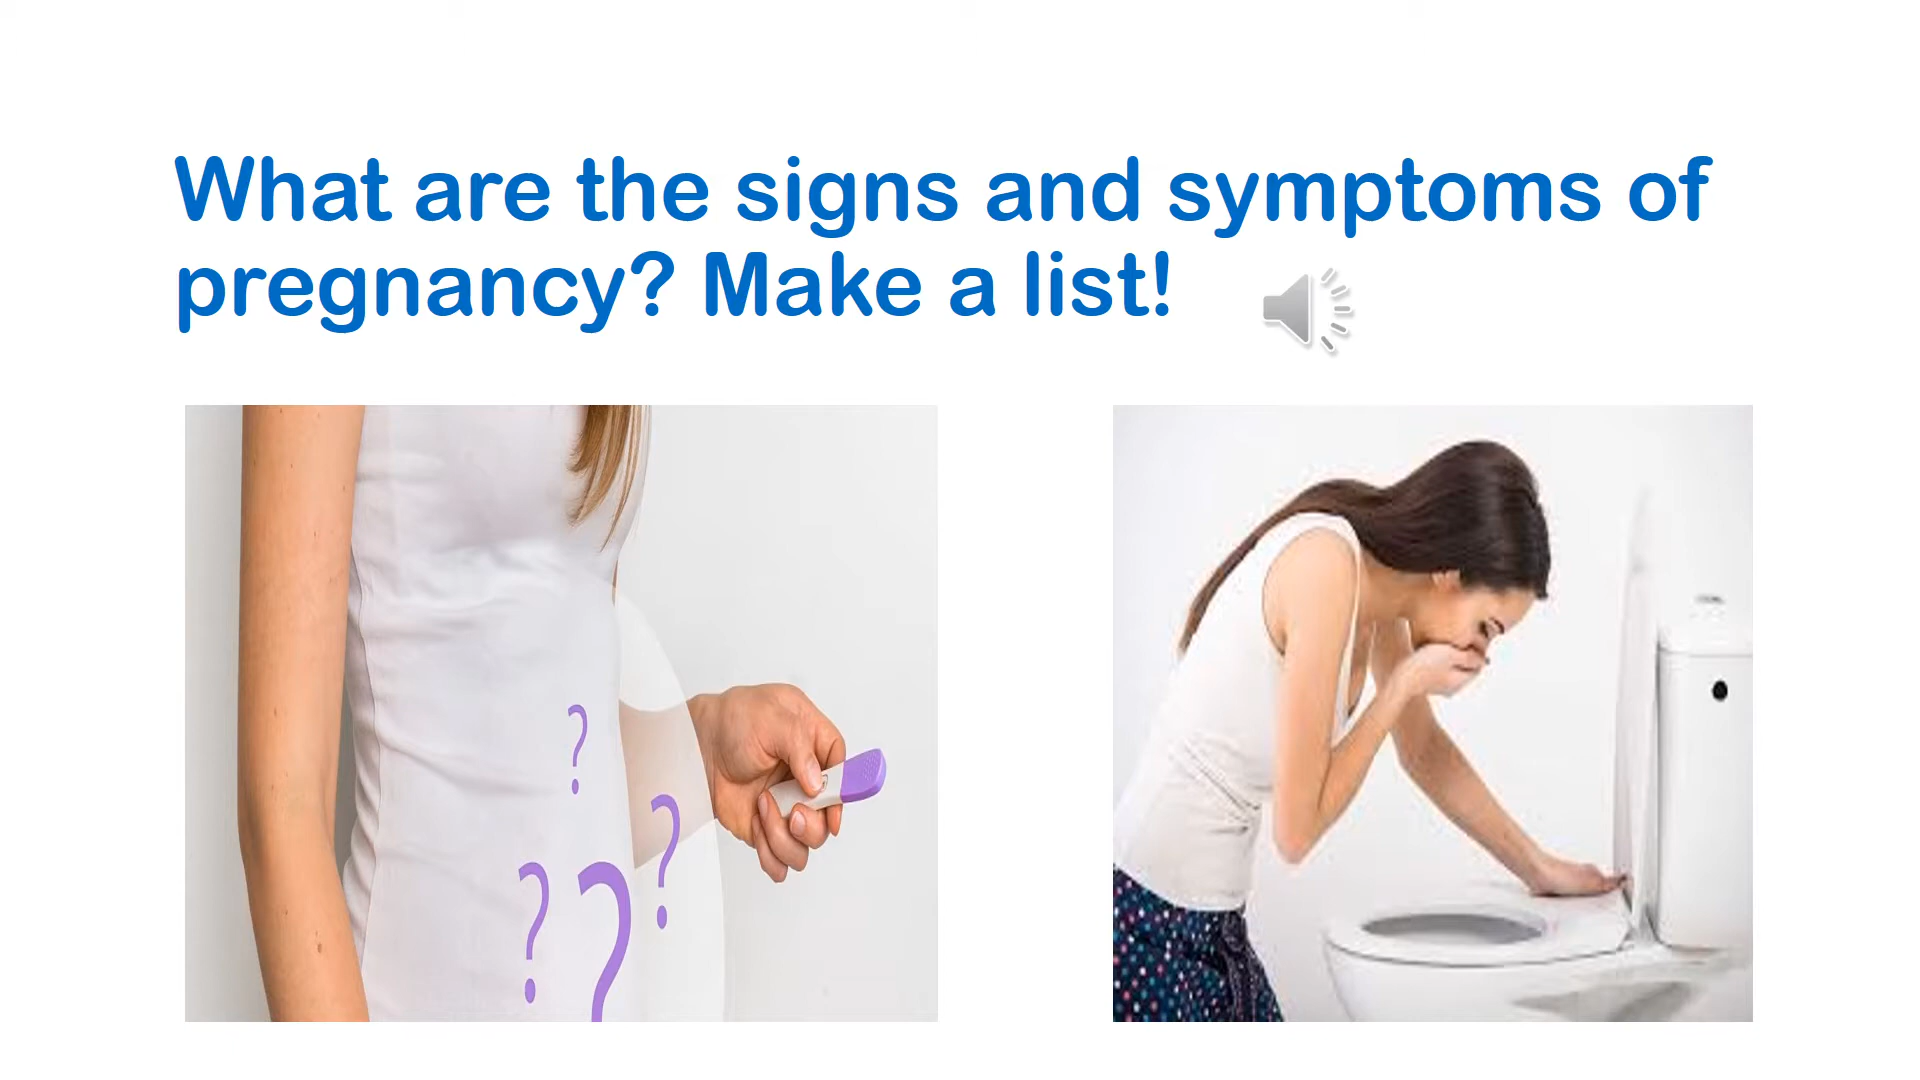 What are the signs and symptoms of
pregnancy? Make a list!
?
?
?
?